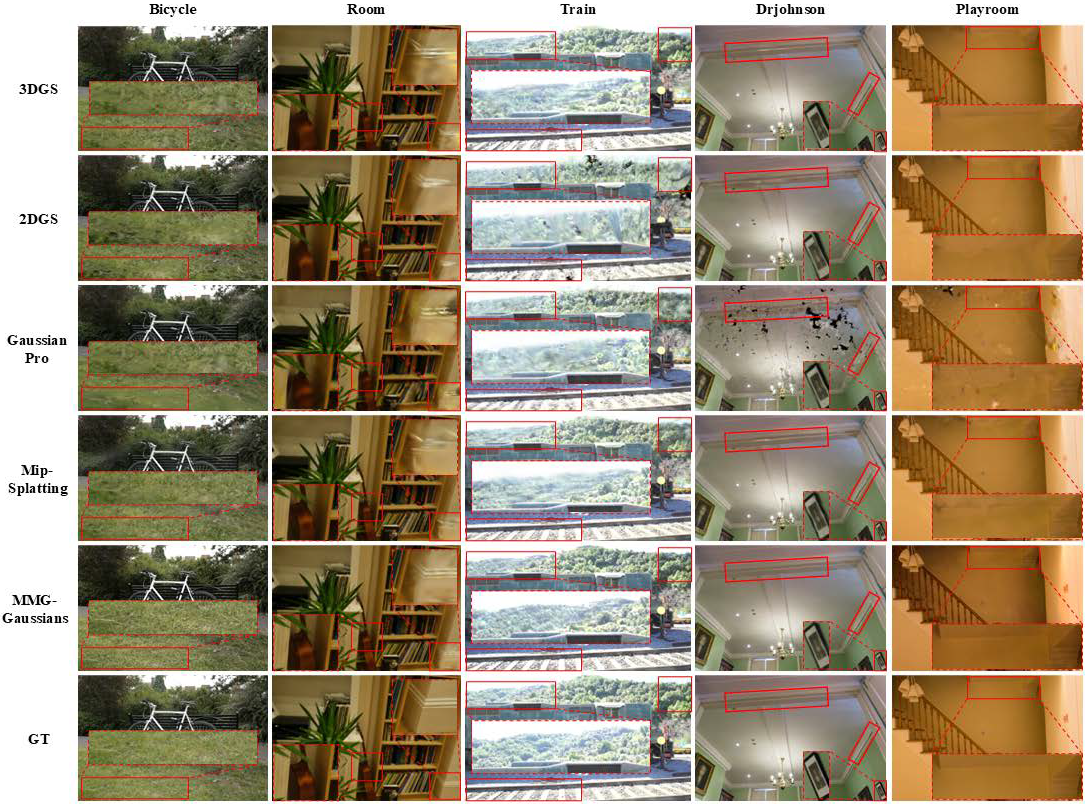 Bicycle Room Train Drjohnson Playroom
3DGS
2DGS
Gaussian
Pro
Mip-
Splatting
MMG-
Gaussians
GT